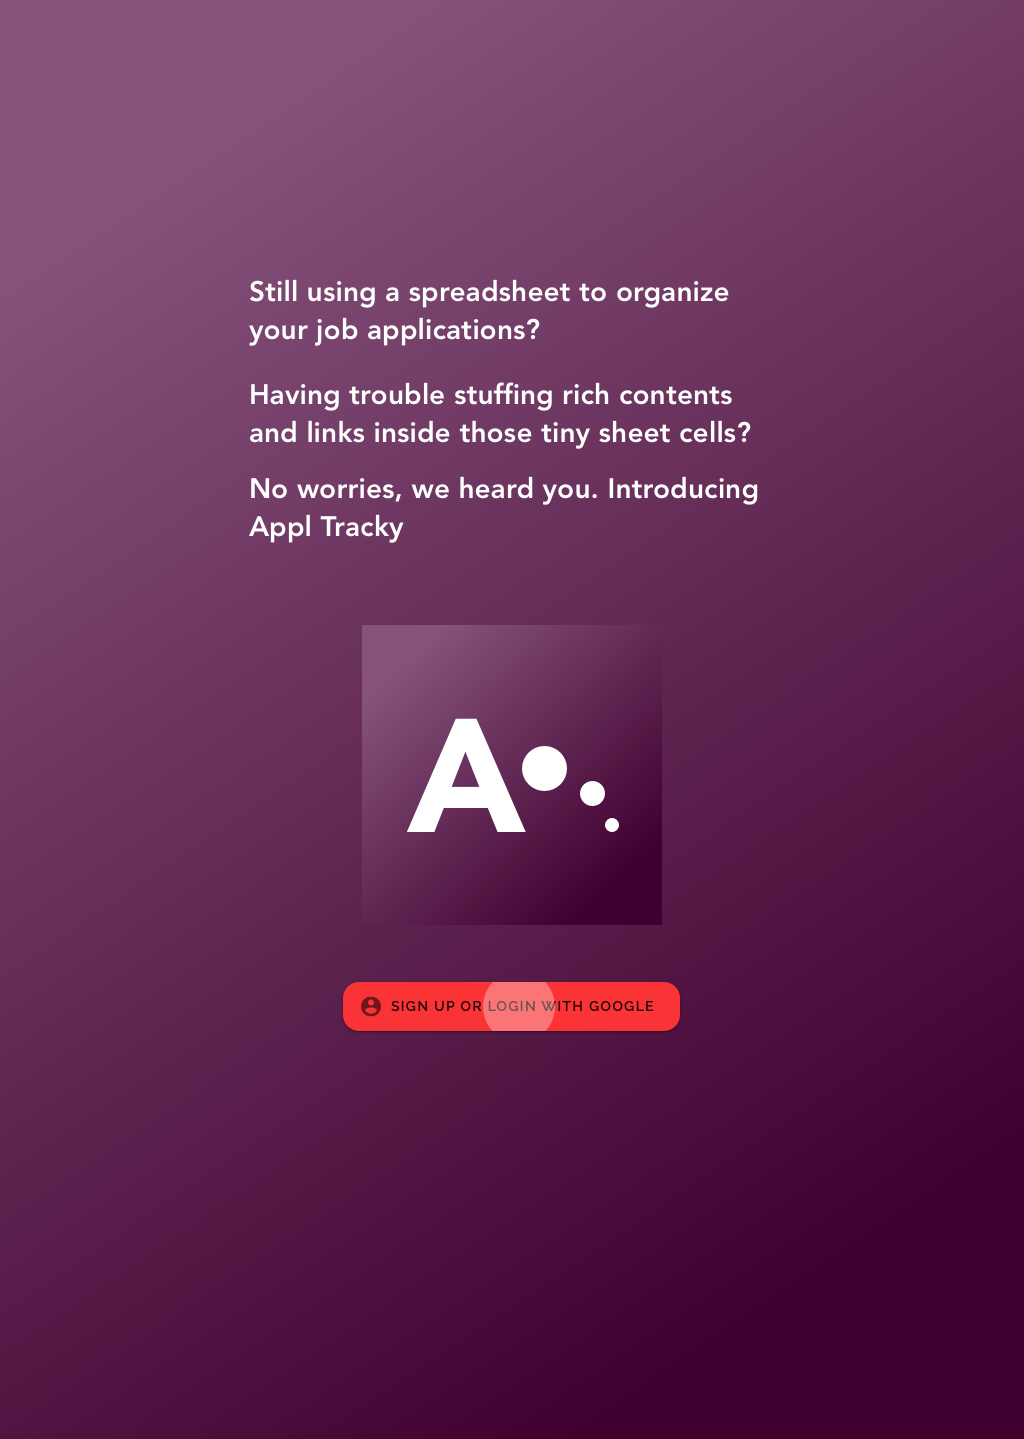 Still using a spreadsheet to organize
your job applications?
Having trouble stuffing rich contents
and links inside those tiny sheet cells?
No worries, we heard you. Introducing
Appl Tracky
A
SIGN UP OR LOGIN WITH GOOGLE